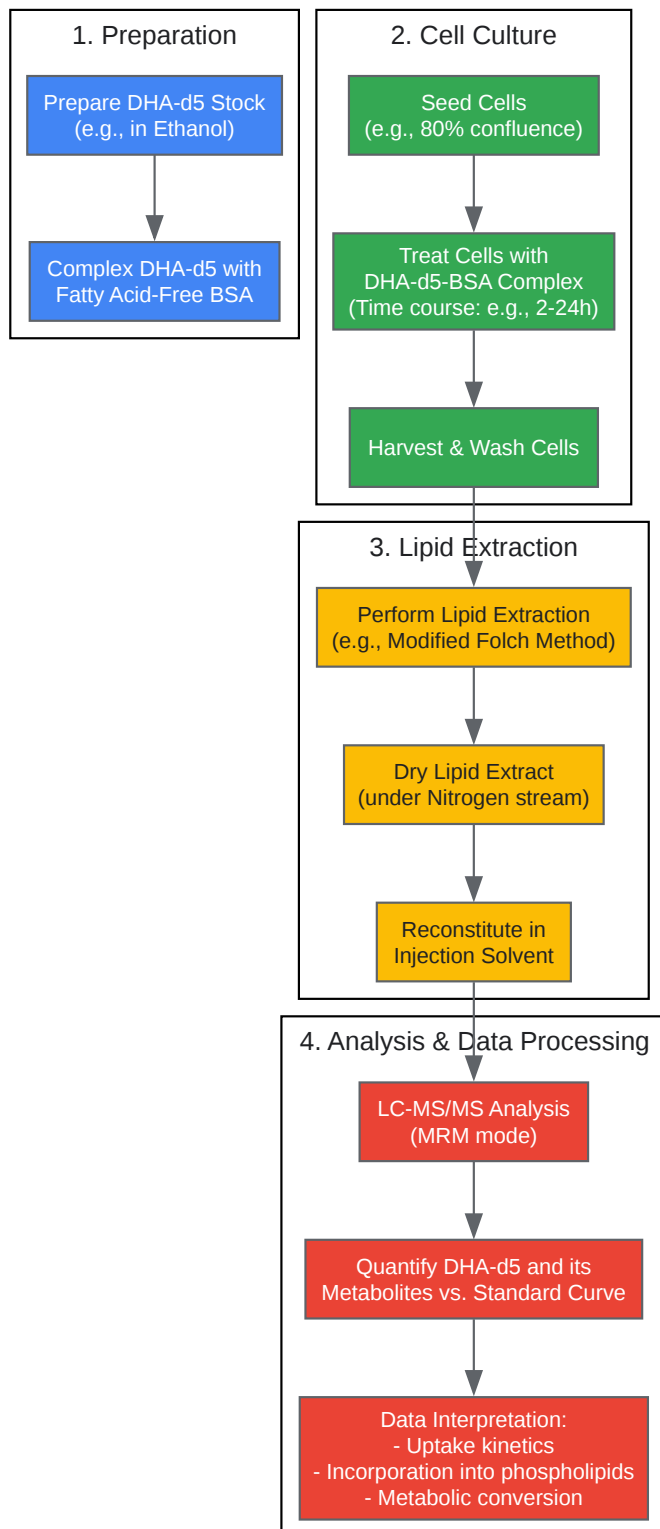 1. Preparation
Prepare DHA-d5 Stock
(e.g., in Ethanol)
Complex DHA-d5 with
Fatty Acid-Free BSA
2. Cell Culture
Seed Cells
(e.g., 80% confluence)
Treat Cells with
DHA-d5-BSA Complex
(Time course: e.g., 2-24h)
Harvest & Wash Cells
3. Lipid Extraction
Perform Lipid Extraction
(e.g., Modified Folch Method)
Dry Lipid Extract
(under Nitrogen stream)
Reconstitute in
Injection Solvent
4. Analysis & Data Processing
LC-MS/MS Analysis
(MRM mode)
Quantify DHA-d5 and its
Metabolites vs. Standard Curve
Data Interpretation:
- Uptake kinetics
- Incorporation into phospholipids
- Metabolic conversion